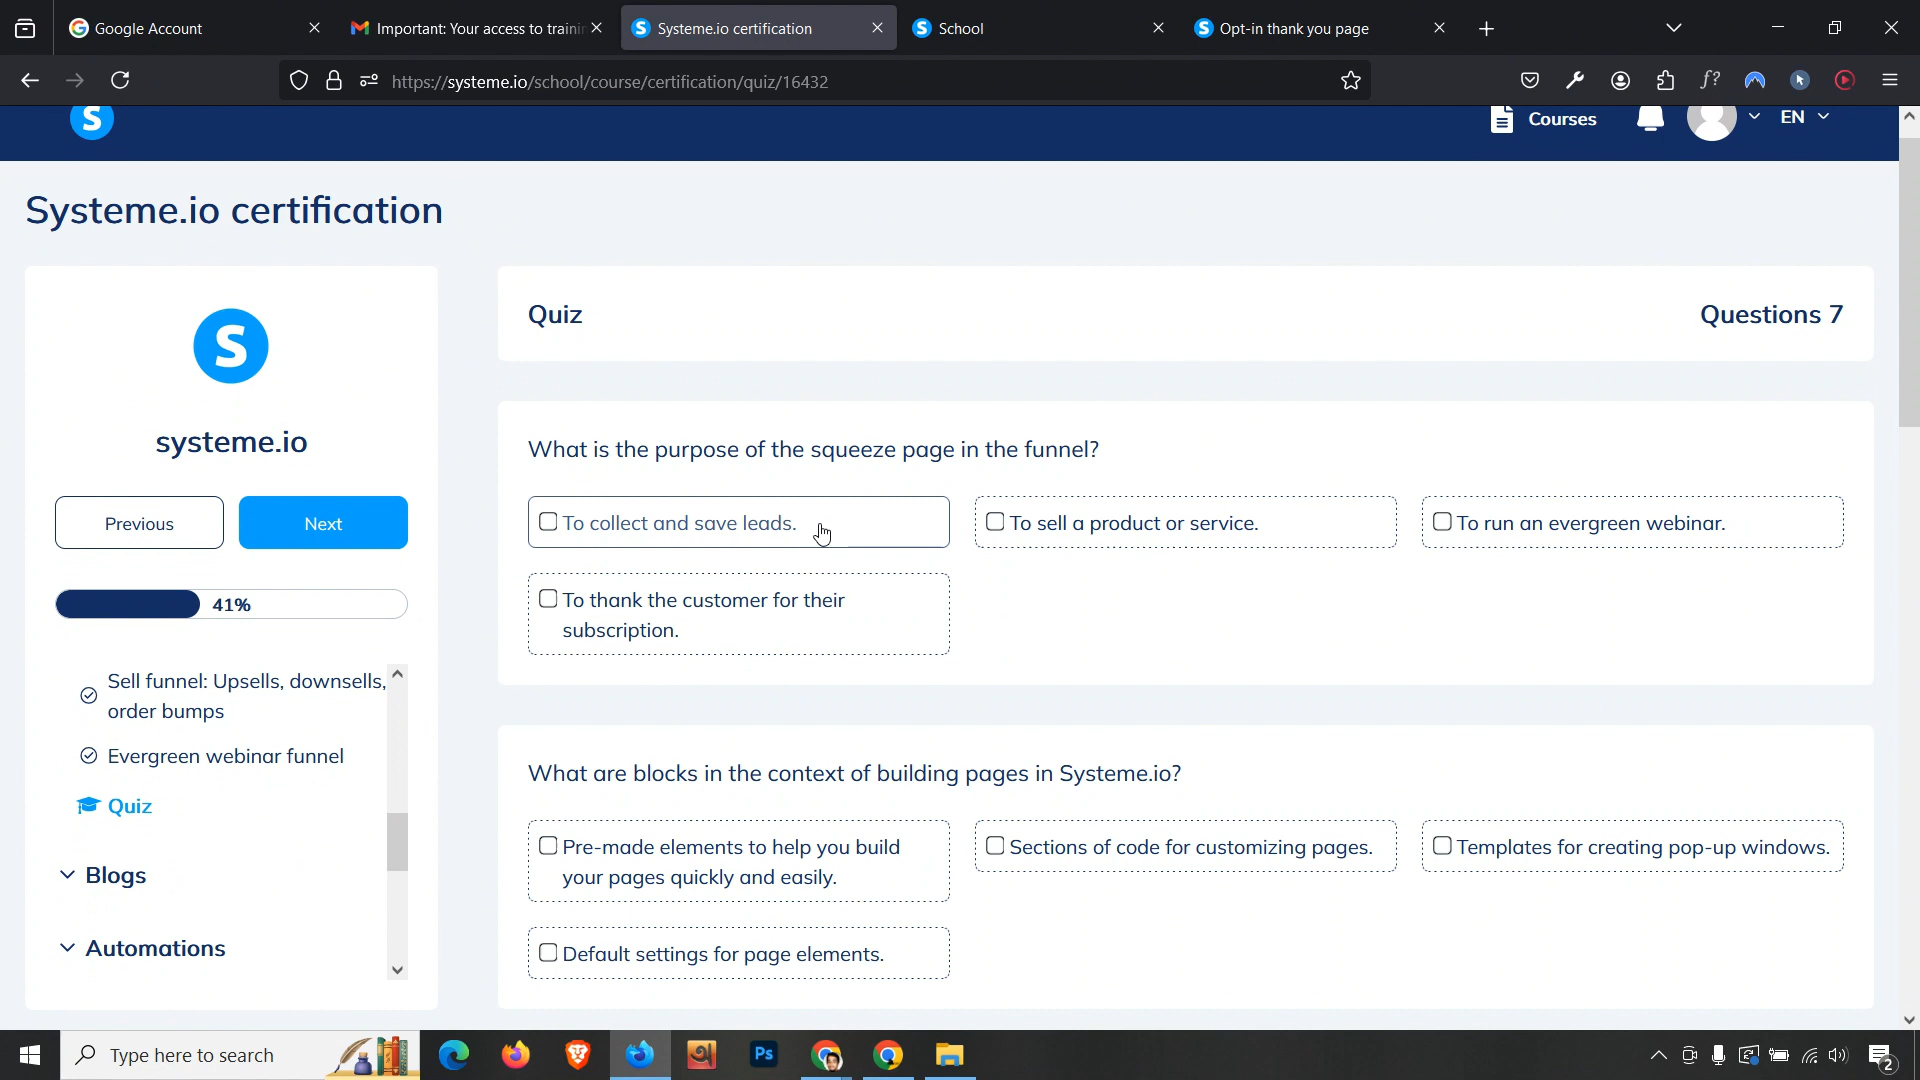 Google Account
Important: Your access to traini
Systeme.io certification
School
Opt-in thank you page
https://systeme.io/school/course/certification/quiz/16432
S
Courses
EN
Systeme.io certification
S
systeme.io
Previous
Next
41%
Sell funnel: Upsells, downsells,
order bumps
Evergreen webinar funnel
Quiz
Blogs
Automations
Quiz
Questions 7
What is the purpose of the squeeze page in the funnel?
To collect and save leads.
To sell a product or service.
To run an evergreen webinar.
To thank the customer for their
subscription.
What are blocks in the context of building pages in Systeme.io?
Pre-made elements to help you build
your pages quickly and easily.
Sections of code for customizing pages.
Templates for creating pop-up windows.
Default settings for page elements.
Type here to search
Ps
2